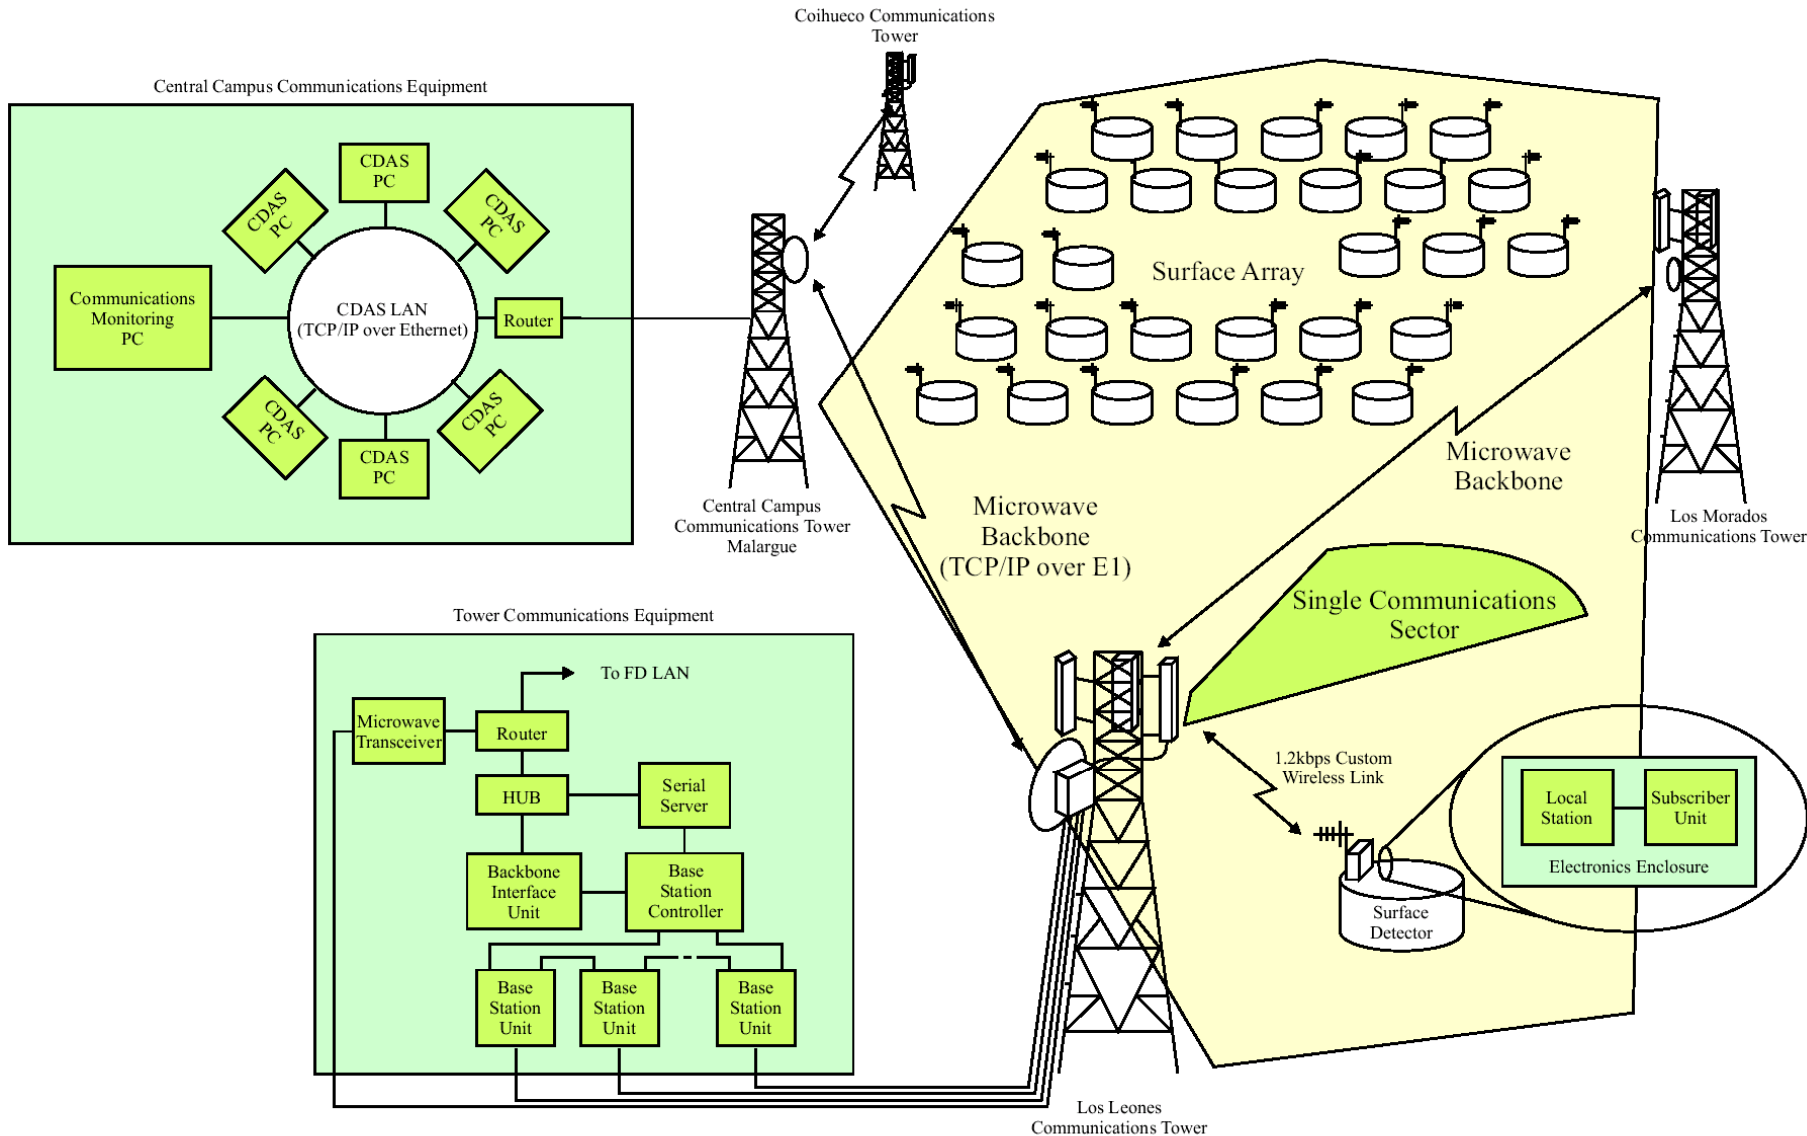 Coihueco Communications
Tower
Central Campus Communications Equipment
CDAS
PC
CDAS
PC
CDAS
PC
Communications
Monitoring
PC
CDAS LAN
(TCP/IP over Ethernet)
Router
CDAS
PC
CDAS
PC
CDAS
PC
Central Campus
Communications Tower
Malargue
Surface Array
Microwave
Backbone
Los Morados
Communications Tower
Microwave
Backbone
(TCP/IP over E1)
Single Communications
Sector
Tower Communications Equipment
To FD LAN
Microwave
Transceiver
Router
HUB
Serial
Server
Backbone
Interface
Unit
Base
Station
Controller
Base
Station
Unit
Base
Station
Unit
Base
Station
Unit
1.2kbps Custom
Wireless Link
Local
Station
Subscriber
Unit
Electronics Enclosure
Surface
Detector
Los Leones
Communications Tower